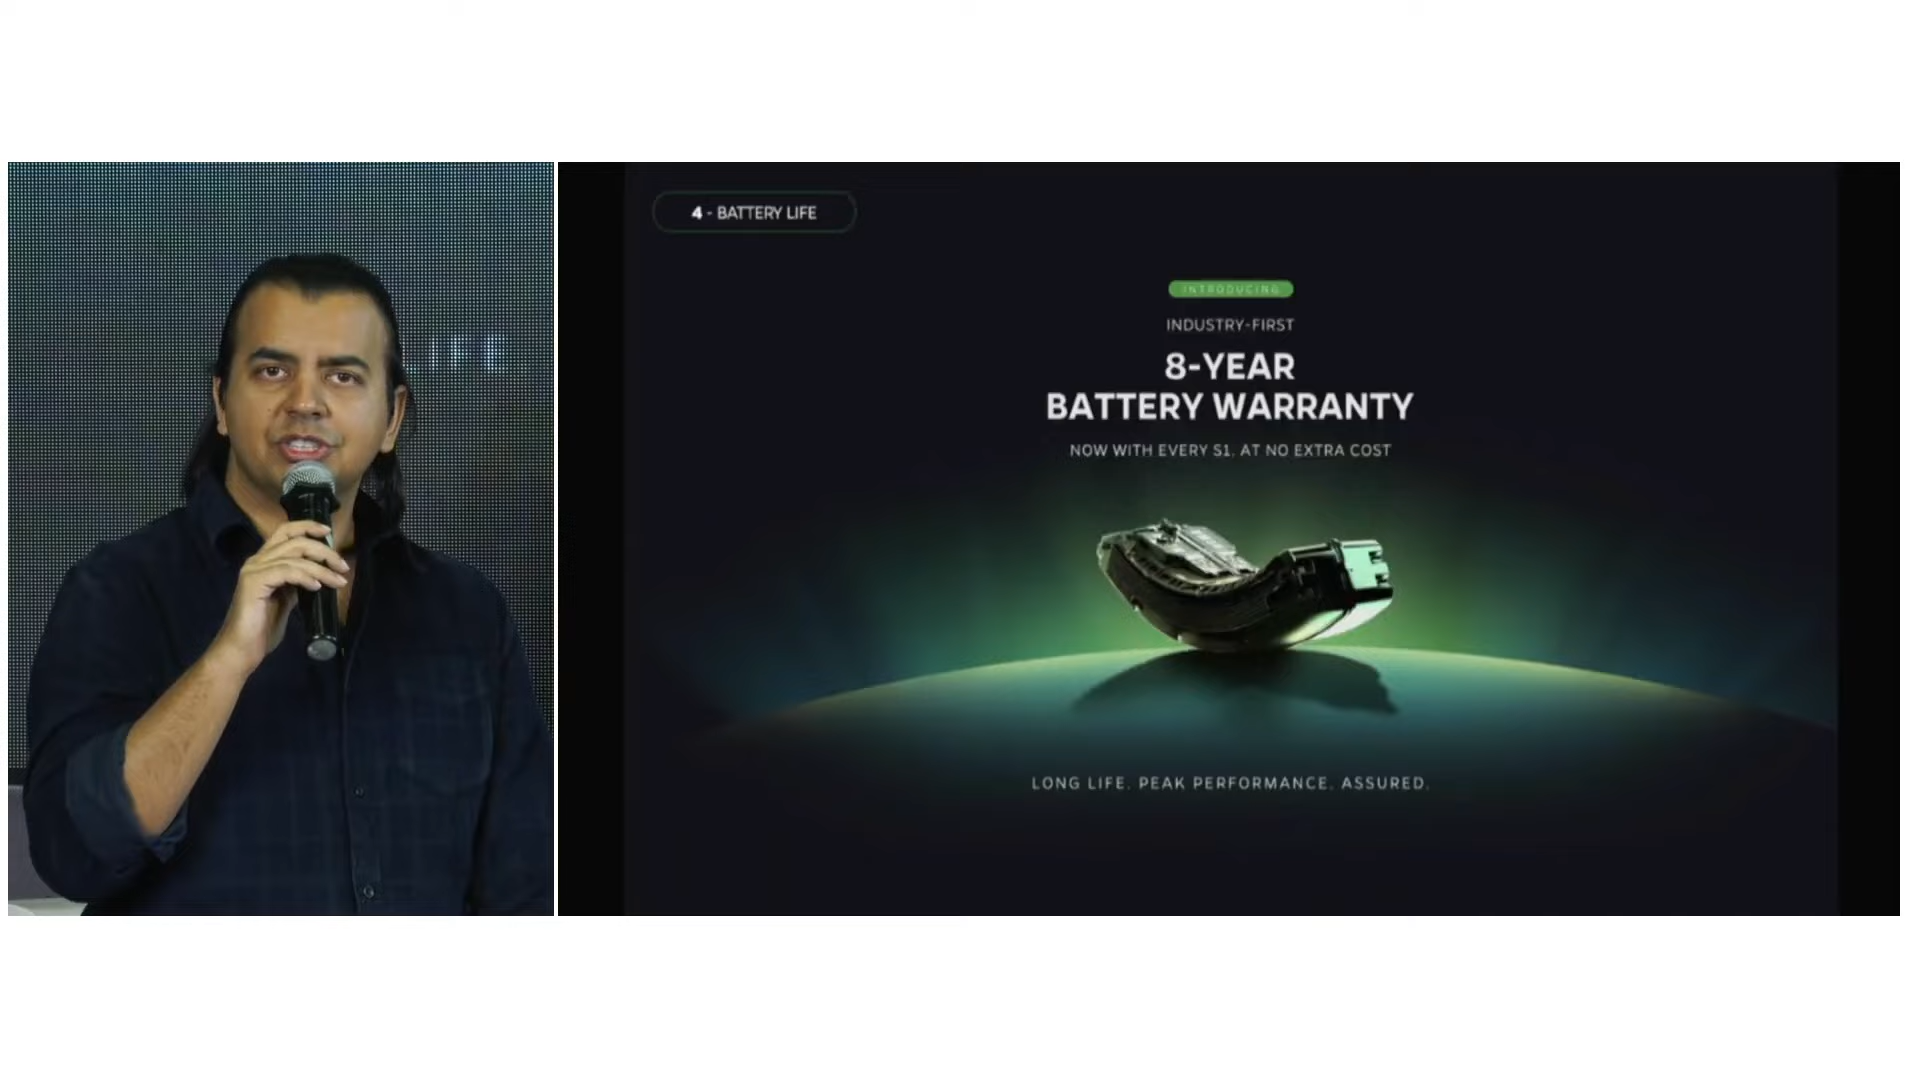 4 - BATTERY LIFE
INTRODUCING
INDUSTRY-FIRST
8-YEAR
BATTERY WARRANTY
NOW WITH EVERY S1. AT NO EXTRA COST
LONG LIFE. PEAK PERFORMANCE. ASSURED.